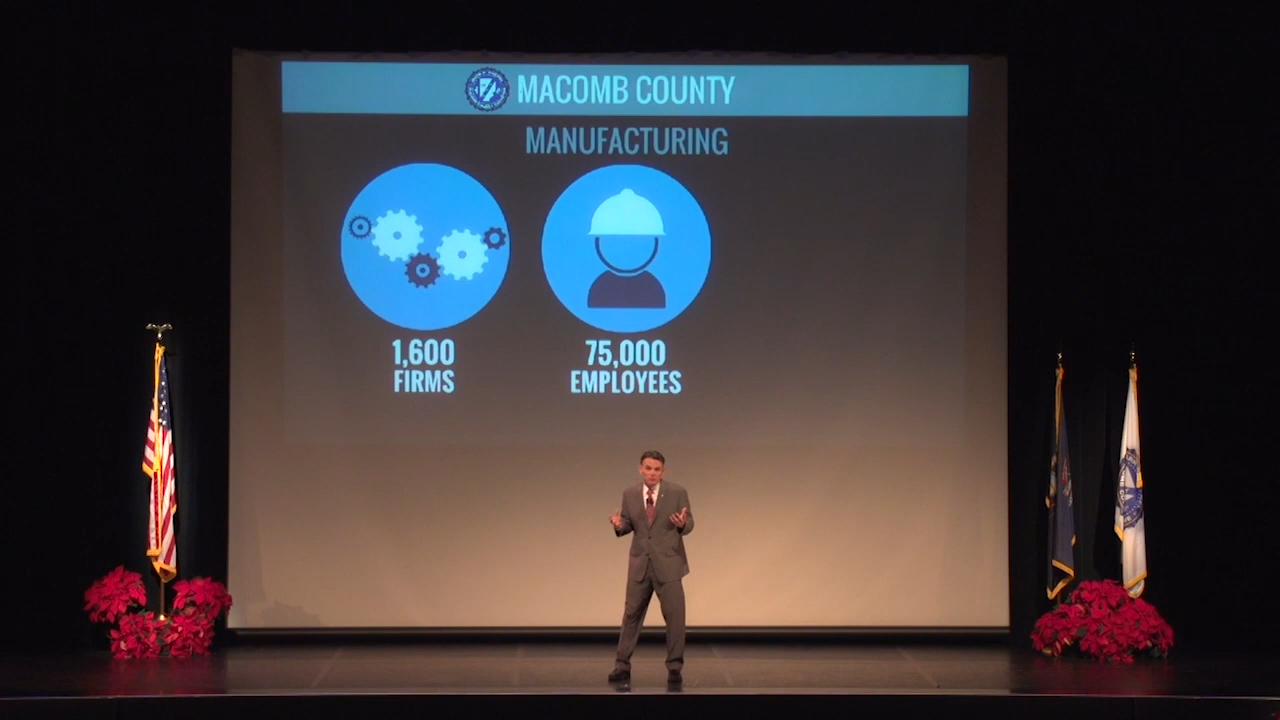 MACOMB COUNTY
MANUFACTURING
1,600
FIRMS
75,000
EMPLOYEES